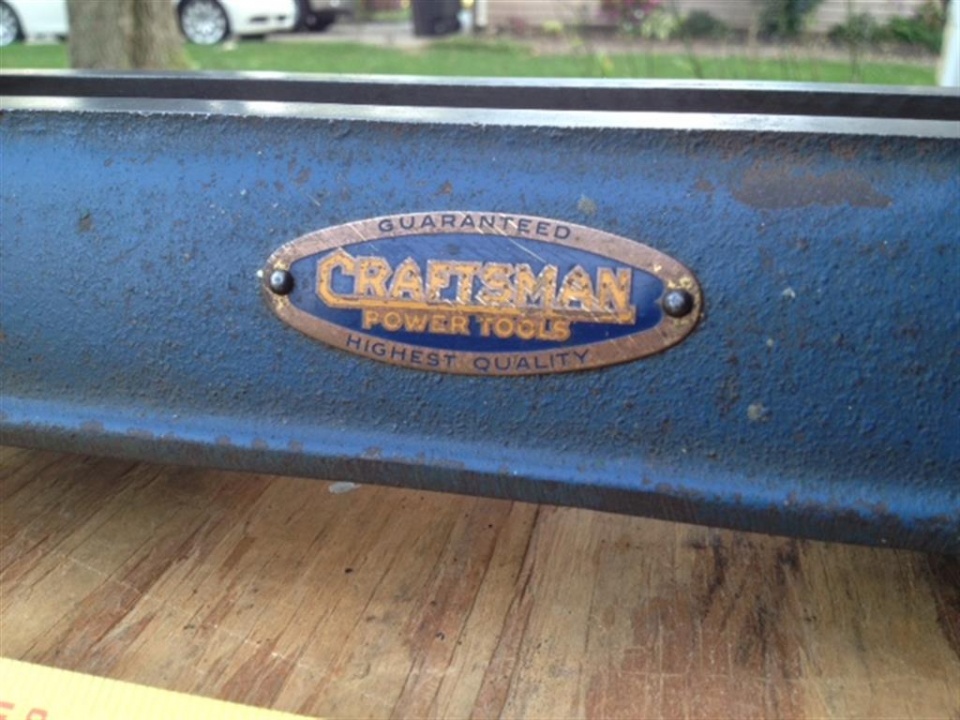 GUARANTEED
CRAFTSMAN
POWER TOOLS
HIGHEST QUALITY